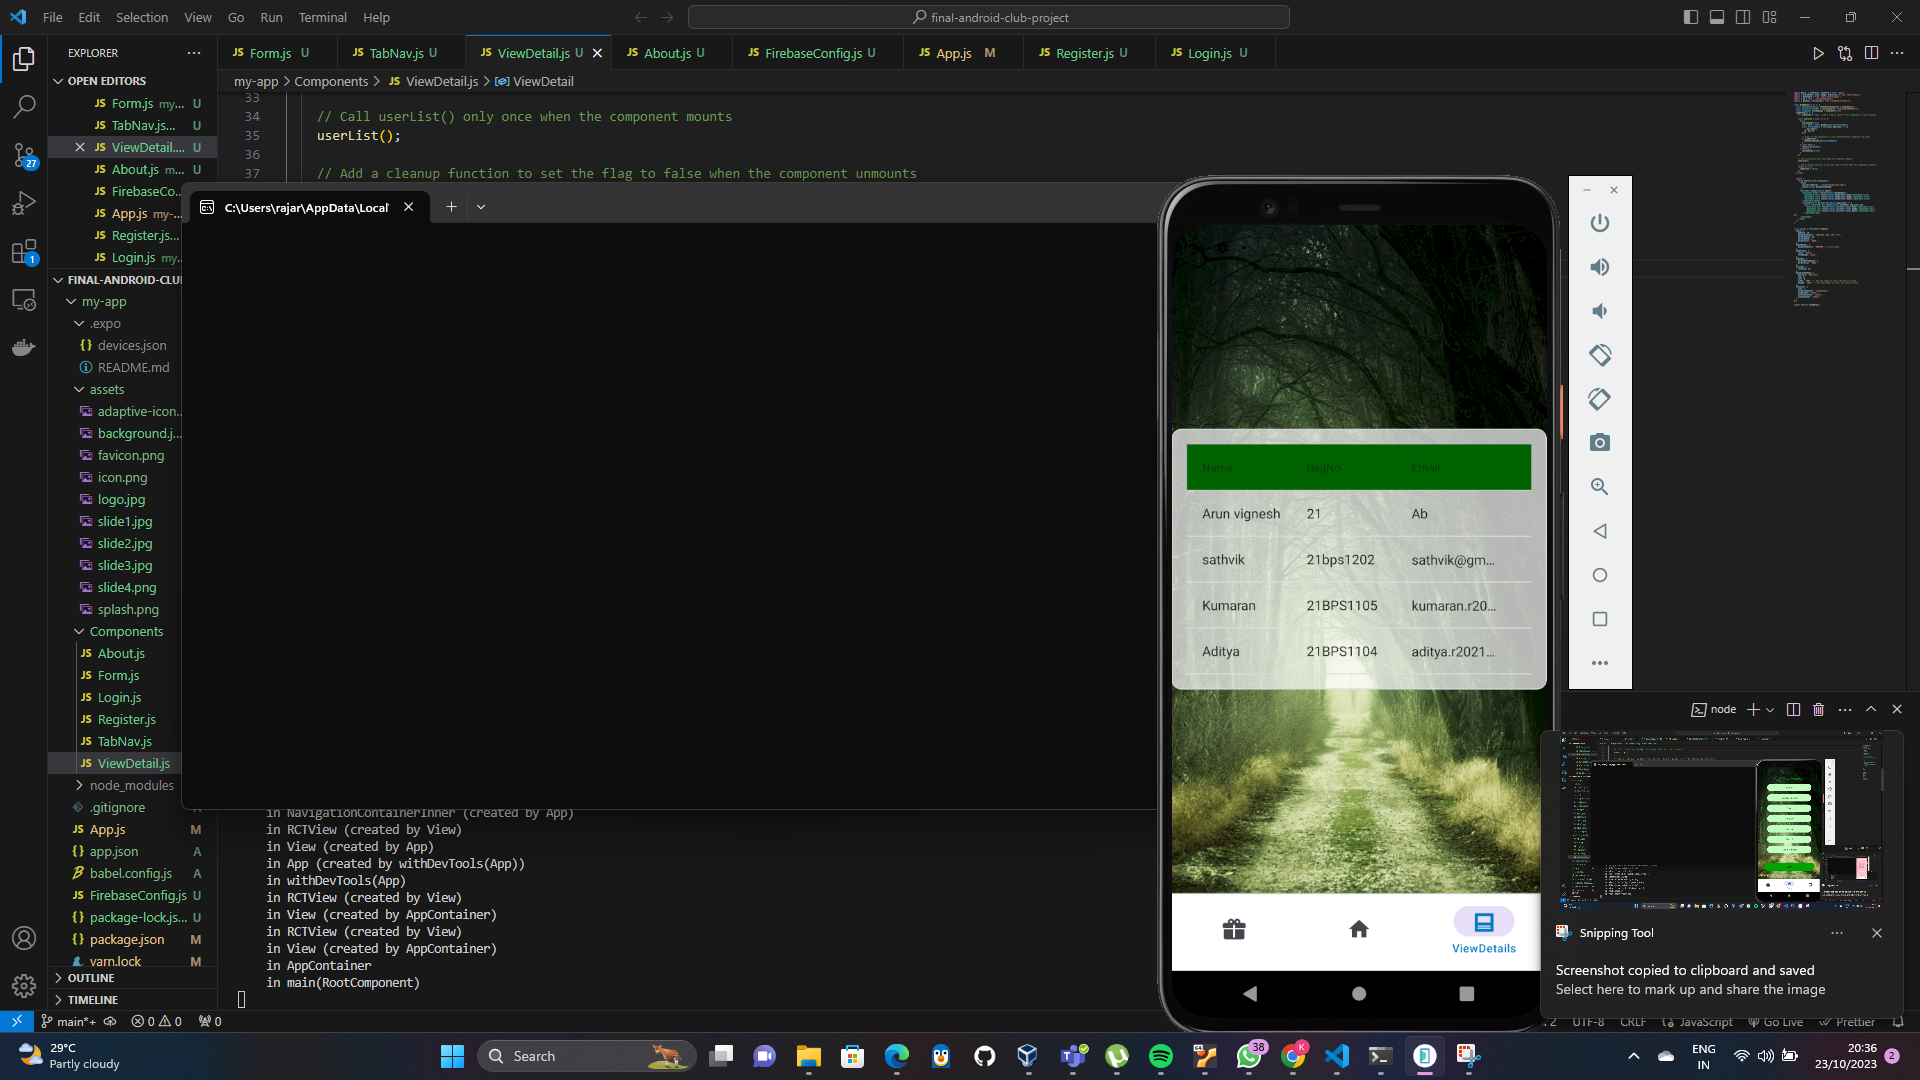 File Edit Selection View Go Run Terminal Help
final-android-club-project
EXPLORER
OPEN EDITORS
JS Form.js my... U
JS TabNav.js... U
JS ViewDetail.... U
JS About.js my... U
JS FirebaseCo...
JS App.js my-...
JS Register.js...
JS Login.js my...
FINAL-ANDROID-CLU
my-app
.expo
{} devices.json
README.md
assets
adaptive-icon...
background.j...
favicon.png
icon.png
logo.jpg
slide1.jpg
slide2.jpg
slide3.jpg
slide4.png
splash.png
Components
JS About.js
JS Form.js
JS Login.js
JS Register.js
JS TabNav.js
JS ViewDetail.js
node_modules
.gitignore A
JS App.js M
{} app.json A
babel.config.js A
JS FirebaseConfig.js U
{} package-lock.js... U
{} package.json M
yarn.lock M
OUTLINE
TIMELINE
27
1
JS Form.js U
JS TabNav.js U
JS ViewDetail.js U
JS About.js U
JS FirebaseConfig.js U
JS App.js M
JS Register.js U
JS Login.js U
my-app > Components > JS ViewDetail.js > ViewDetail
33
34 // Call userList() only once when the component mounts
35 userList();
36
37 // Add a cleanup function to set the flag to false when the component unmounts
C:\Users\rajar\AppData\Local\
Name RegNo Email
Arun vignesh 21 Ab
sathvik 21bps1202 sathvik@gm...
Kumaran 21BPS1105 kumaran.r20...
Aditya 21BPS1104 aditya.r2021...
ViewDetails
node
in NavigationContainerInner (created by App)
in RCTView (created by View)
in View (created by App)
in App (created by withDevTools(App))
in withDevTools(App)
in RCTView (created by View)
in View (created by AppContainer)
in RCTView (created by View)
in View (created by AppContainer)
in AppContainer
in main(RootComponent)
Snipping Tool
Screenshot copied to clipboard and saved
Select here to mark up and share the image
main*+ 0 0 0
UTF-8 CRLF {} JavaScript Go Live Prettier
29°C
Partly cloudy
Search
38
K
ENG
IN
20:36
23/10/2023
2